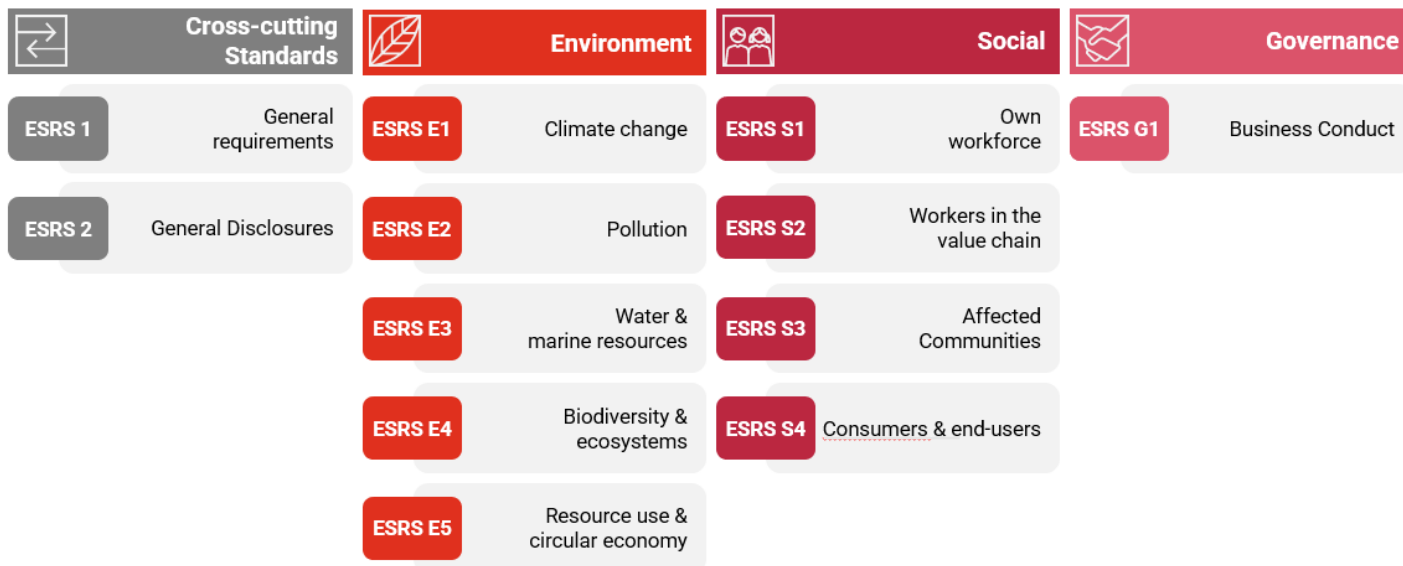 Cross-cutting
Standards
ESRS 1
General
requirements
ESRS 2
General Disclosures
Environment
ESRS E1
Climate change
ESRS E2
Pollution
ESRS E3
Water &
marine resources
ESRS E4
Biodiversity &
ecosystems
ESRS E5
Resource use &
circular economy
Social
ESRS S1
Own
workforce
ESRS S2
Workers in the
value chain
ESRS S3
Affected
Communities
ESRS S4
Consumers & end-users
Governance
ESRS G1
Business Conduct